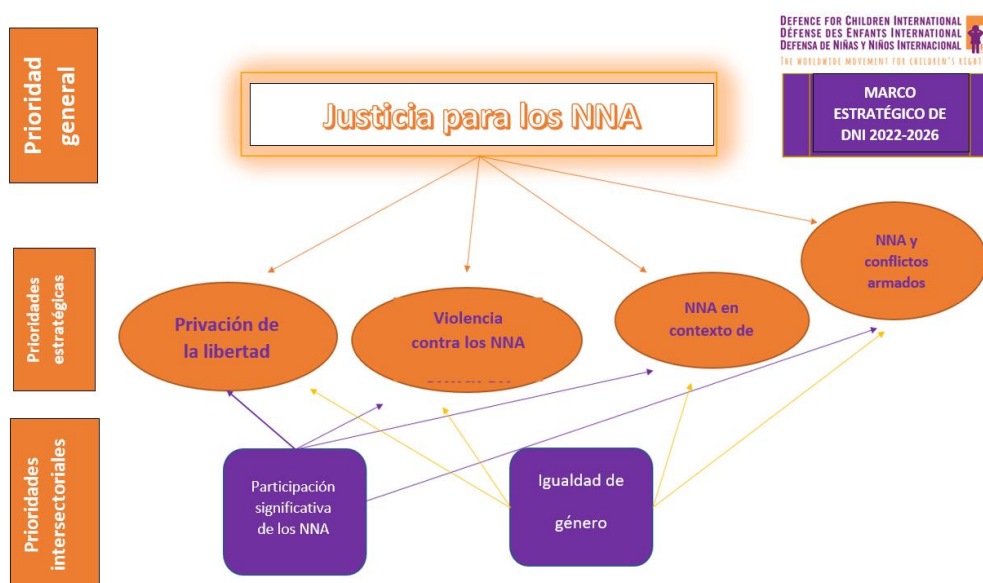 Prioridad
general
Justicia para los NNA
DEFENCE FOR CHILDREN INTERNATIONAL
DÉFENSE DES ENFANTS INTERNATIONAL
DEFENSA DE NIÑAS Y NIÑOS INTERNACIONAL
THE WORLDWIDE MOVEMENT FOR CHILDREN'S
MARCO
ESTRATÉGICO DE
DNI 2022-2026
Prioridades
estratégicas
Privación de
la libertad
Violencia
contra los NNA
NNA en
contexto de
NNA y
conflictos
armados
Prioridades
intersectoriales
Participación
significativa
de los NNA
Igualdad de
género